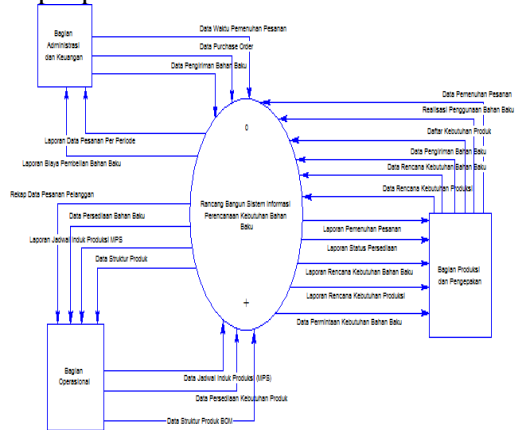 Bagian
Administrasi
dan Keuangan
Data Waktu Pemenuhan Pesanan
Data Purchase Order
Data Pengiriman Bahan Baku
Laporan Data Pesanan Per Periode
Laporan Biaya Pembelian Bahan Baku
0
Rancang Bangun Sistem Informasi
Perencanaan Kebutuhan Bahan
Baku
+
Data Pemenuhan Pesanan
Realisasi Penggunaan Bahan Baku
Daftar Kebutuhan Produk
Data Pengiriman Bahan Baku
Data Rencana Kebutuhan Bahan Baku
Data Rencana Kebutuhan Produksi
Rekap Data Pesanan Pelanggan
Data Persediaan Bahan Baku
Laporan Jadwal Induk Produksi MPS
Data Struktur Produk
Laporan Pemenuhan Pesanan
Laporan Status Persediaan
Laporan Rencana Kebutuhan Bahan Baku
Laporan Rencana Kebutuhan Produksi
Data Permintaan Kebutuhan Bahan Baku
Bagian Produksi
dan Pengepakan
Bagian
Operasional
Data Jadwal Induk Produksi (MPS)
Data Persediaan Kebutuhan Produk
Data Struktur Produk BOM